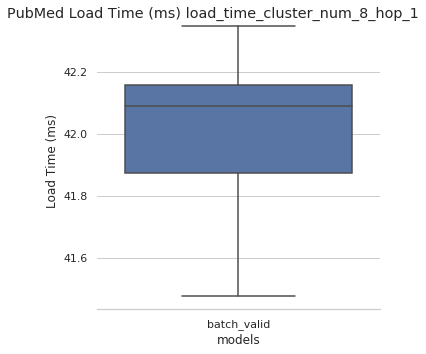 PubMed Load Time (ms) load_time_cluster_num_8_hop_1
42.2
42.0
41.8
41.6
Load Time (ms)
batch_valid
models